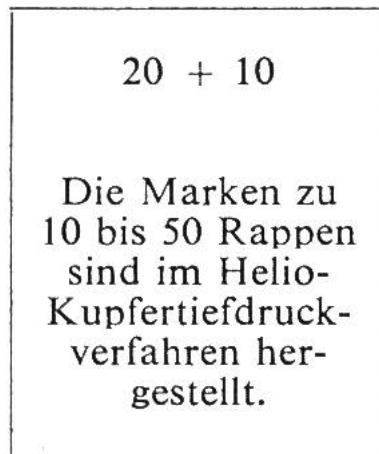 20 + 10
Die Marken zu
10 bis 50 Rappen
sind im Helio-
Kupfertiefdruck-
verfahren her-
gestellt.